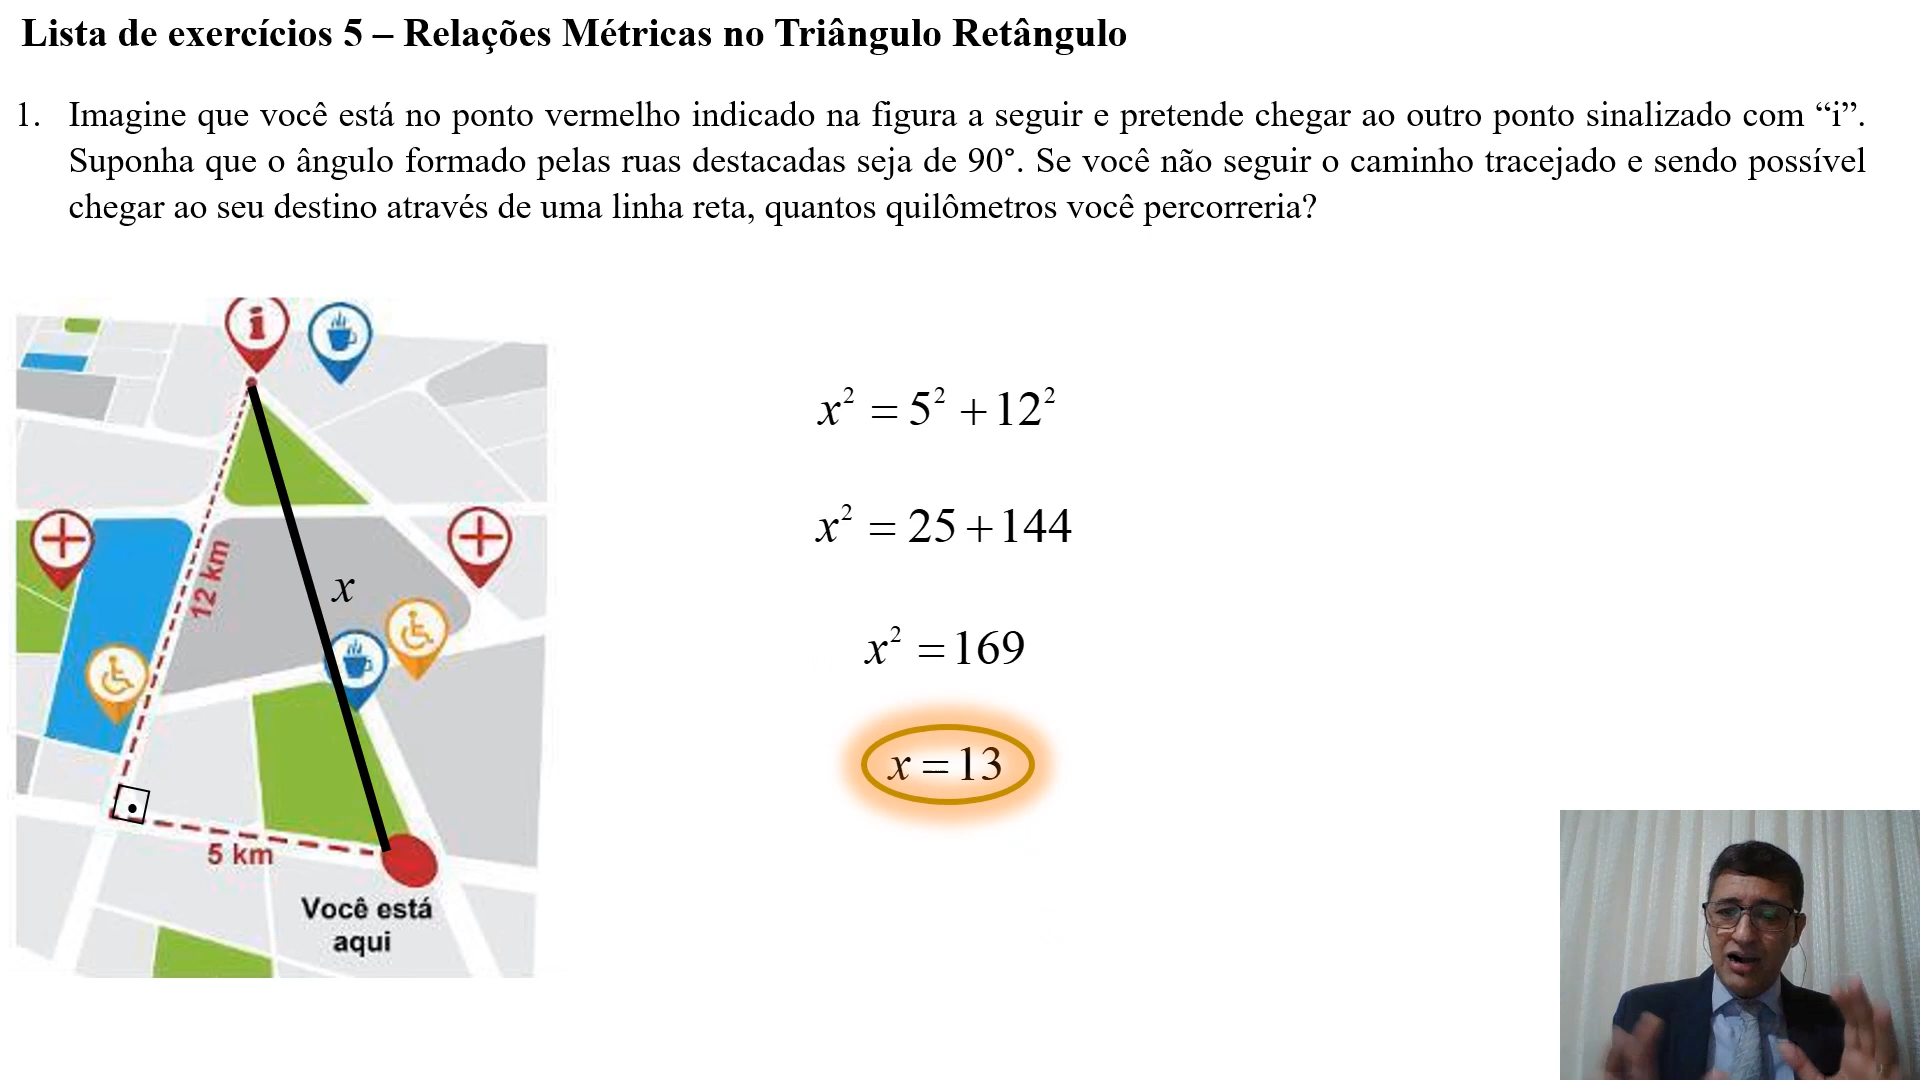 Lista de exercícios 5 – Relações Métricas no Triângulo Retângulo
1. Imagine que você está no ponto vermelho indicado na figura a seguir e pretende chegar ao outro ponto sinalizado com “i”.
Suponha que o ângulo formado pelas ruas destacadas seja de 90°. Se você não seguir o caminho tracejado e sendo possível
chegar ao seu destino através de uma linha reta, quantos quilômetros você percorreria?
i
12 km
x
5 km
Você está
aqui
x² = 5² + 12²
x² = 25 + 144
x² = 169
x = 13